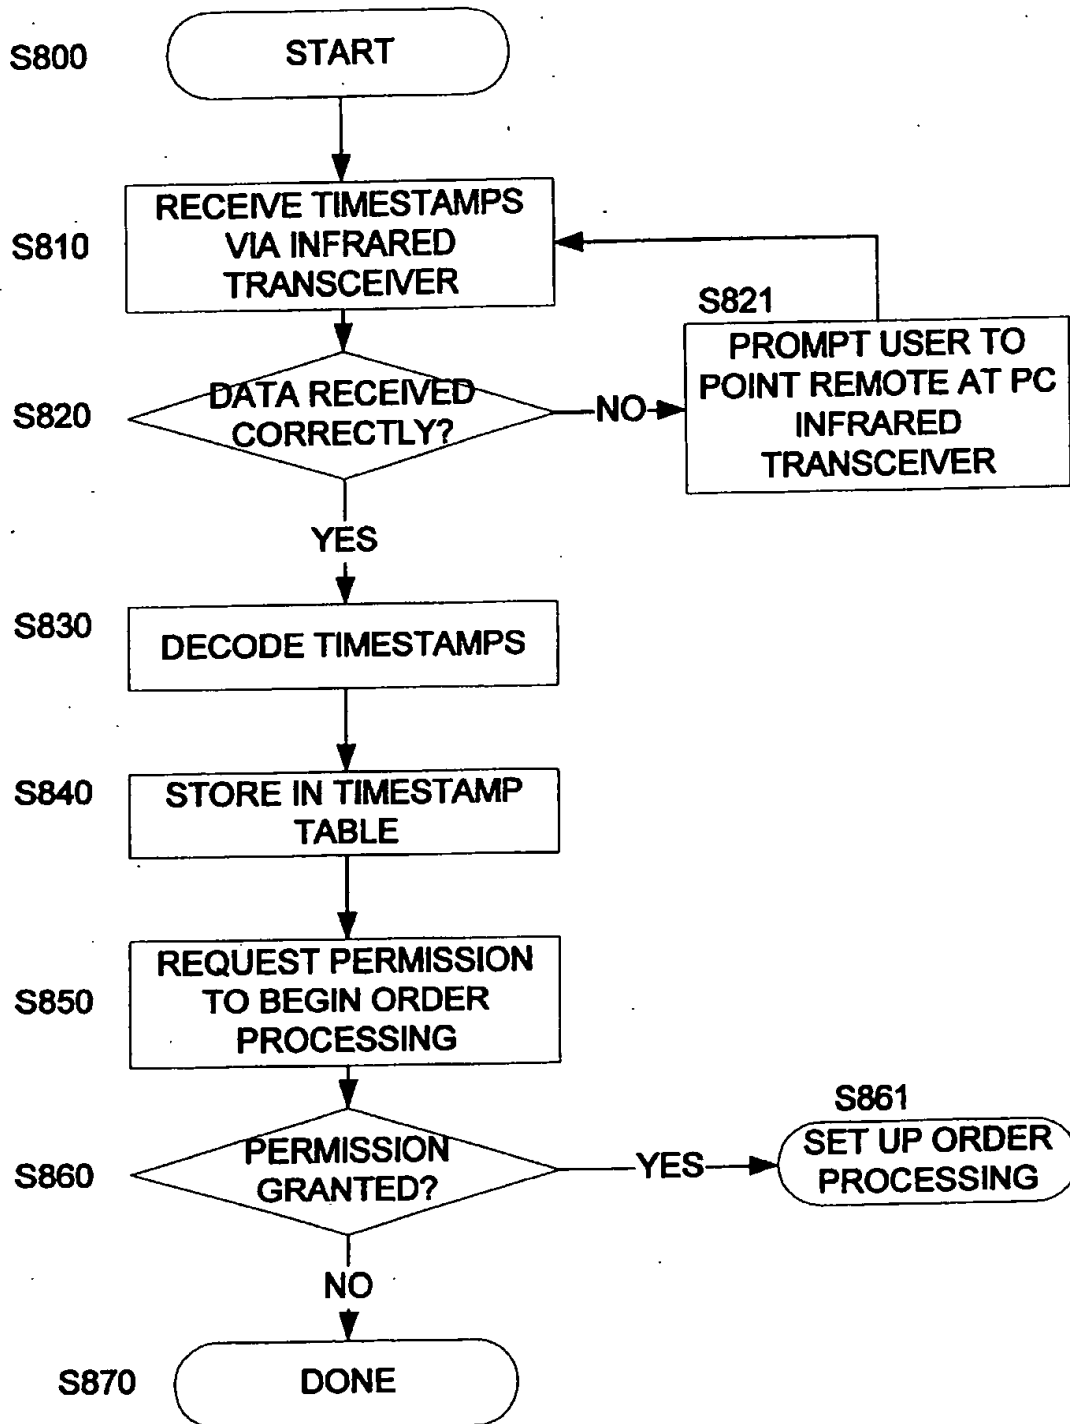 S800
START
S810
RECEIVE TIMESTAMPS
VIA INFRARED
TRANSCEIVER
S820
DATA RECEIVED
CORRECTLY?
NO
S821
PROMPT USER TO
POINT REMOTE AT PC
INFRARED
TRANSCEIVER
YES
S830
DECODE TIMESTAMPS
S840
STORE IN TIMESTAMP
TABLE
S850
REQUEST PERMISSION
TO BEGIN ORDER
PROCESSING
S860
PERMISSION
GRANTED?
YES
S861
SET UP ORDER
PROCESSING
NO
S870
DONE